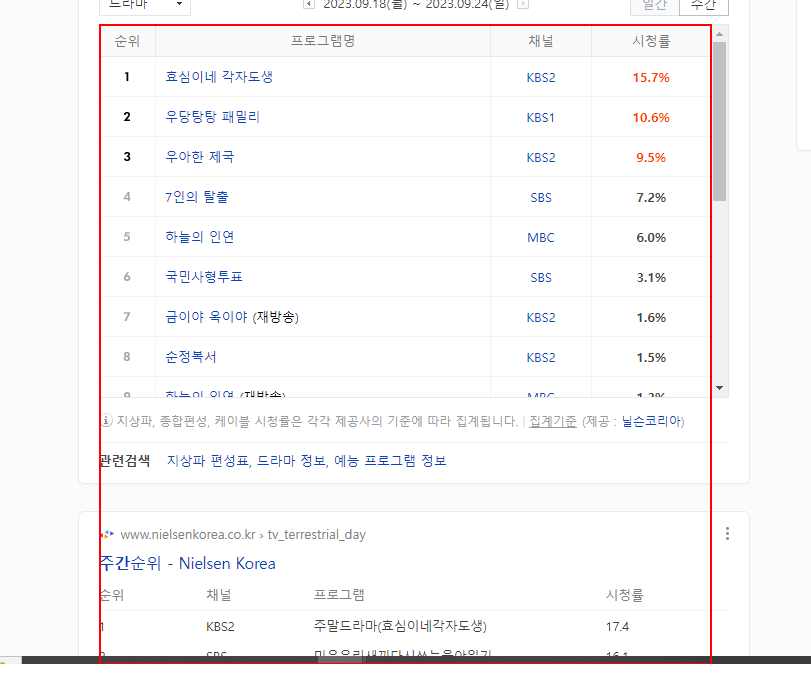 드라마 2023.09.18(월) ~ 2023.09.24(일) 일간 주간
순위 프로그램명 채널 시청률
1 효심이네 각자도생 KBS2 15.7%
2 우당탕탕 패밀리 KBS1 10.6%
3 우아한 제국 KBS2 9.5%
4 7인의 탈출 SBS 7.2%
5 하늘의 인연 MBC 6.0%
6 국민사형투표 SBS 3.1%
7 금이야 옥이야 (재방송) KBS2 1.6%
8 순정복서 KBS2 1.5%
9 하늘의 인연 (재방송) MBC
지상파, 종합편성, 케이블 시청률은 각각 제공사의 기준에 따라 집계됩니다. | 집계기준 (제공 : 닐슨코리아)
관련검색 지상파 편성표, 드라마 정보, 예능 프로그램 정보
www.nielsenkorea.co.kr › tv_terrestrial_day
주간순위 - Nielsen Korea
순위 채널 프로그램 시청률
1 KBS2 주말드라마(효심이네각자도생) 17.4
2 SBS 16.1